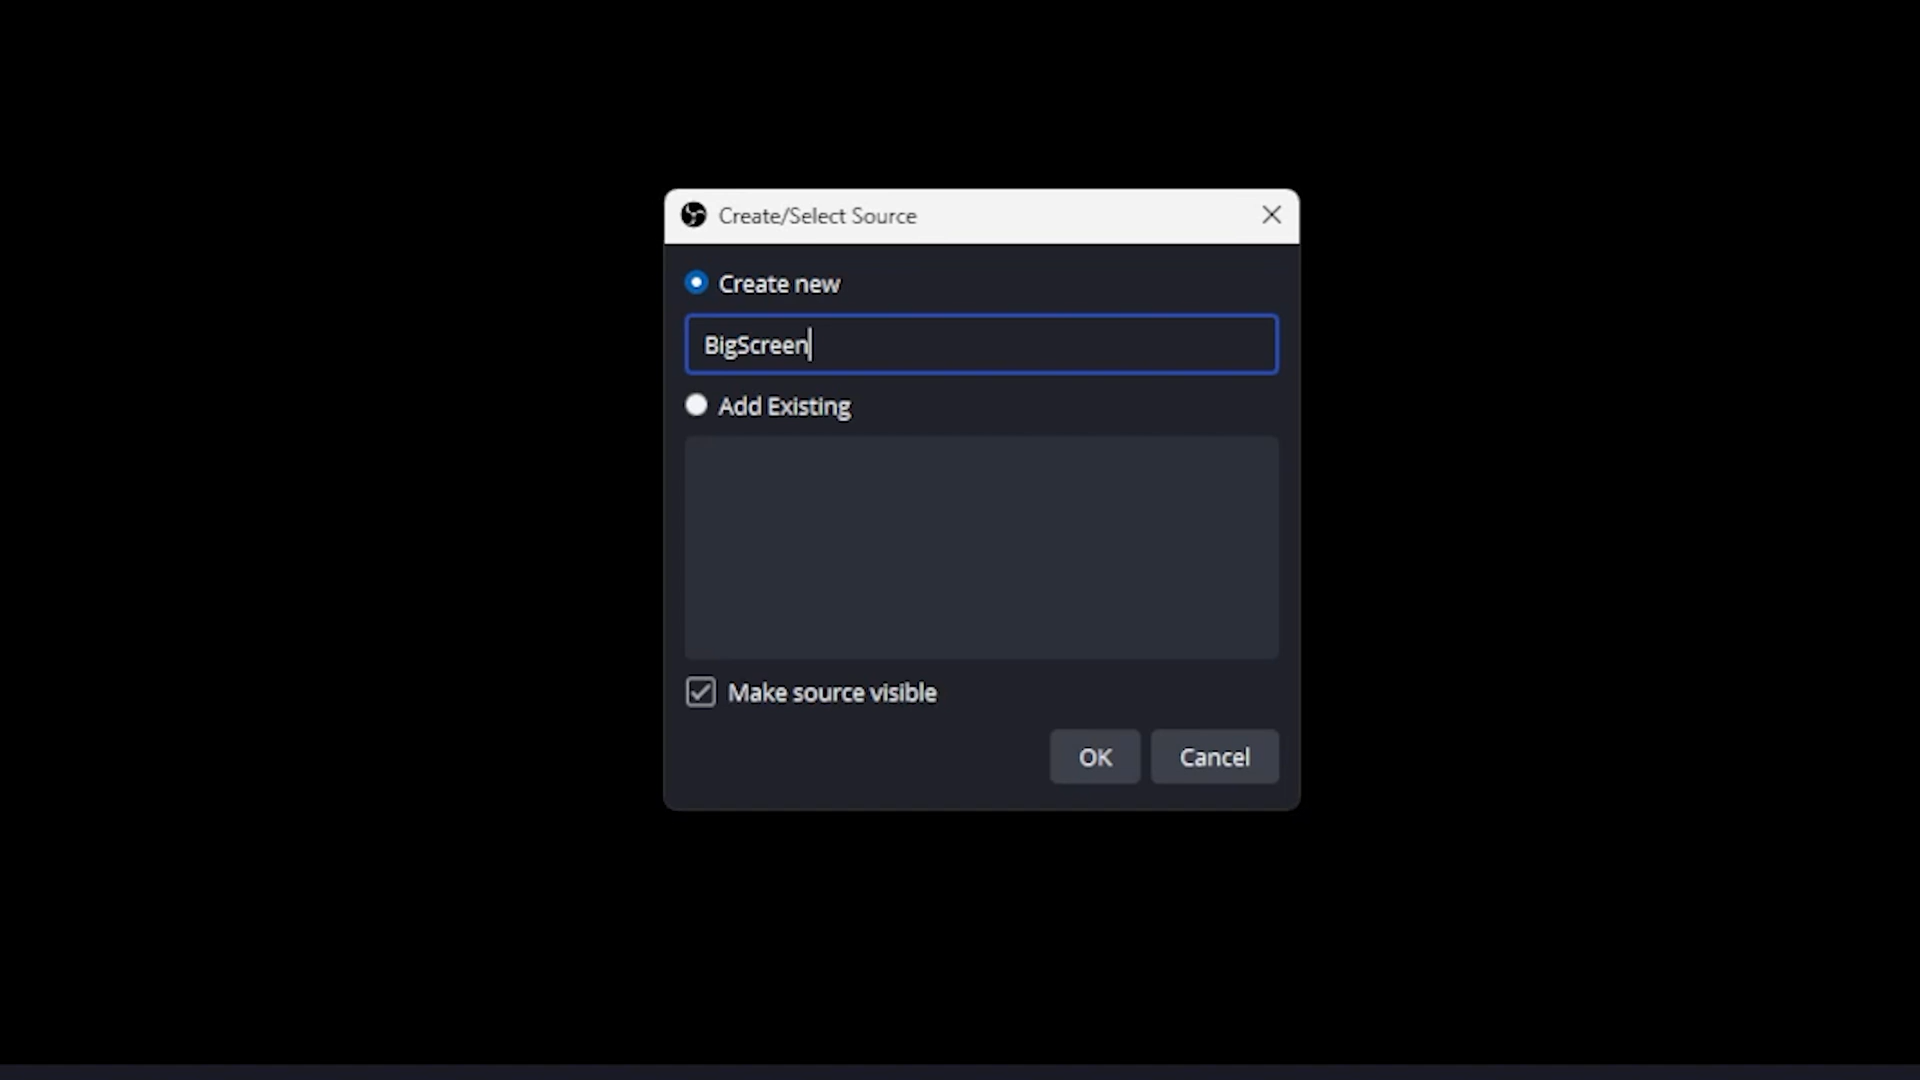 Create/Select Source
Create new
BigScreen
Add Existing
Make source visible
OK
Cancel